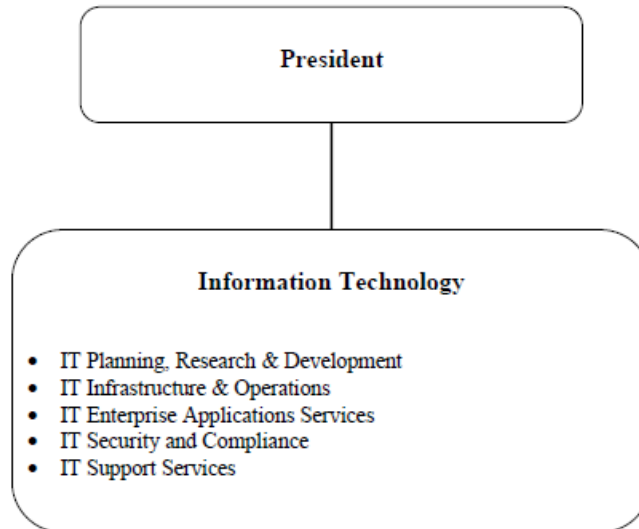 President
Information Technology
• IT Planning, Research & Development
• IT Infrastructure & Operations
• IT Enterprise Applications Services
• IT Security and Compliance
• IT Support Services